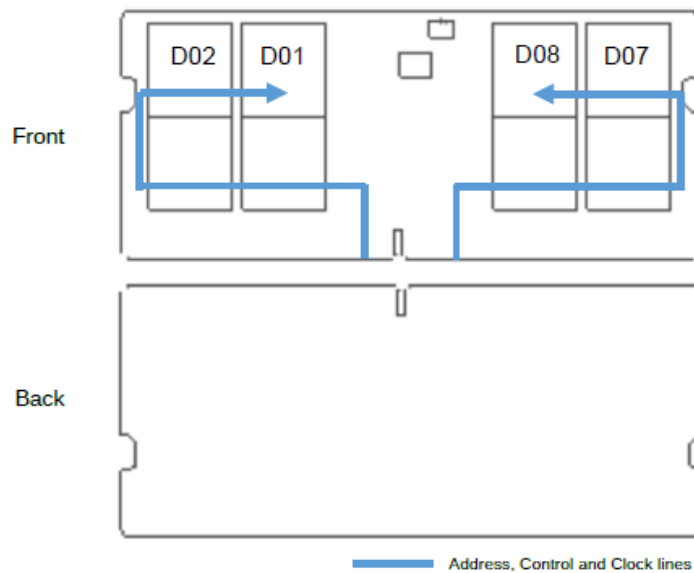 D02 D01 D08 D07
Front
Back
Address, Control and Clock lines